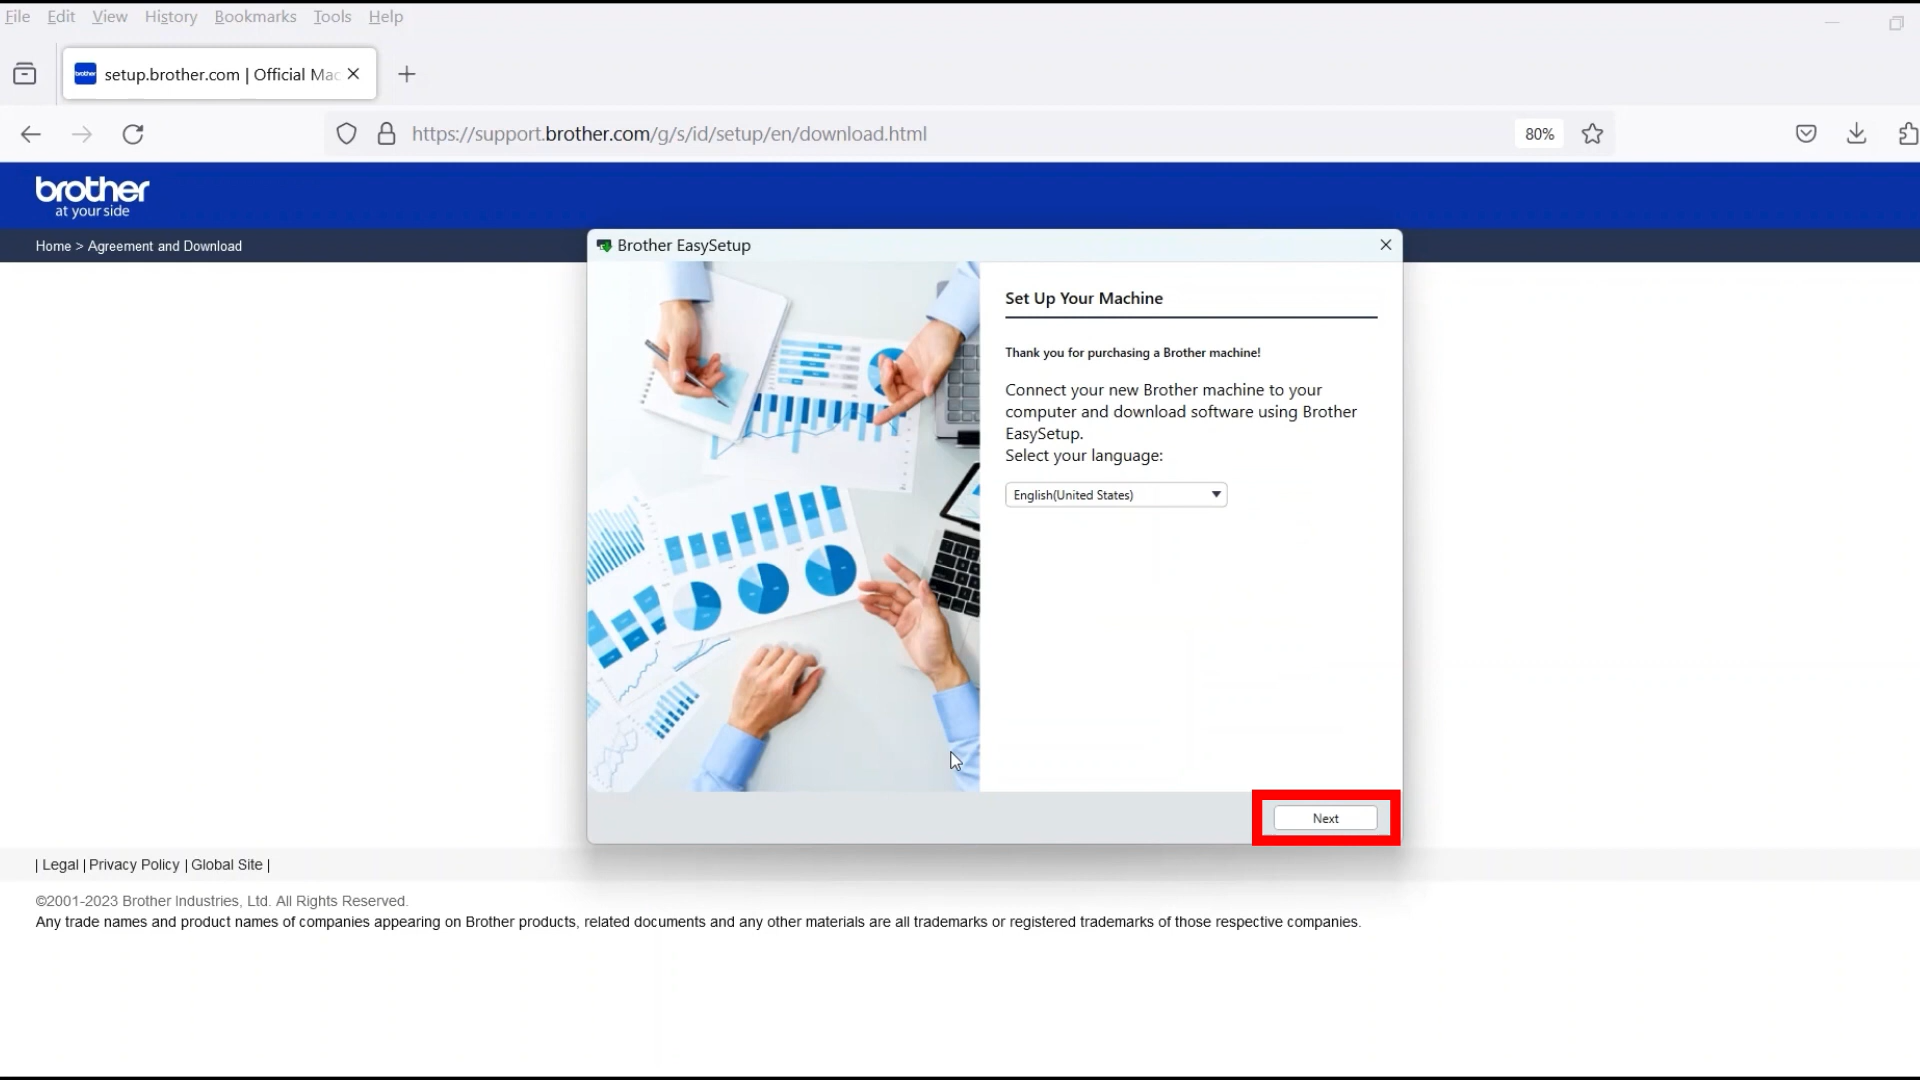 File Edit View History Bookmarks Tools Help
brother setup.brother.com | Official Mac
https://support.brother.com/g/s/id/setup/en/download.html 80%
brother
at your side
Home > Agreement and Download
Brother EasySetup
Set Up Your Machine
Thank you for purchasing a Brother machine!
Connect your new Brother machine to your
computer and download software using Brother
EasySetup.
Select your language:
English(United States)
Next
| Legal | Privacy Policy | Global Site |
©2001-2023 Brother Industries, Ltd. All Rights Reserved.
Any trade names and product names of companies appearing on Brother products, related documents and any other materials are all trademarks or registered trademarks of those respective companies.